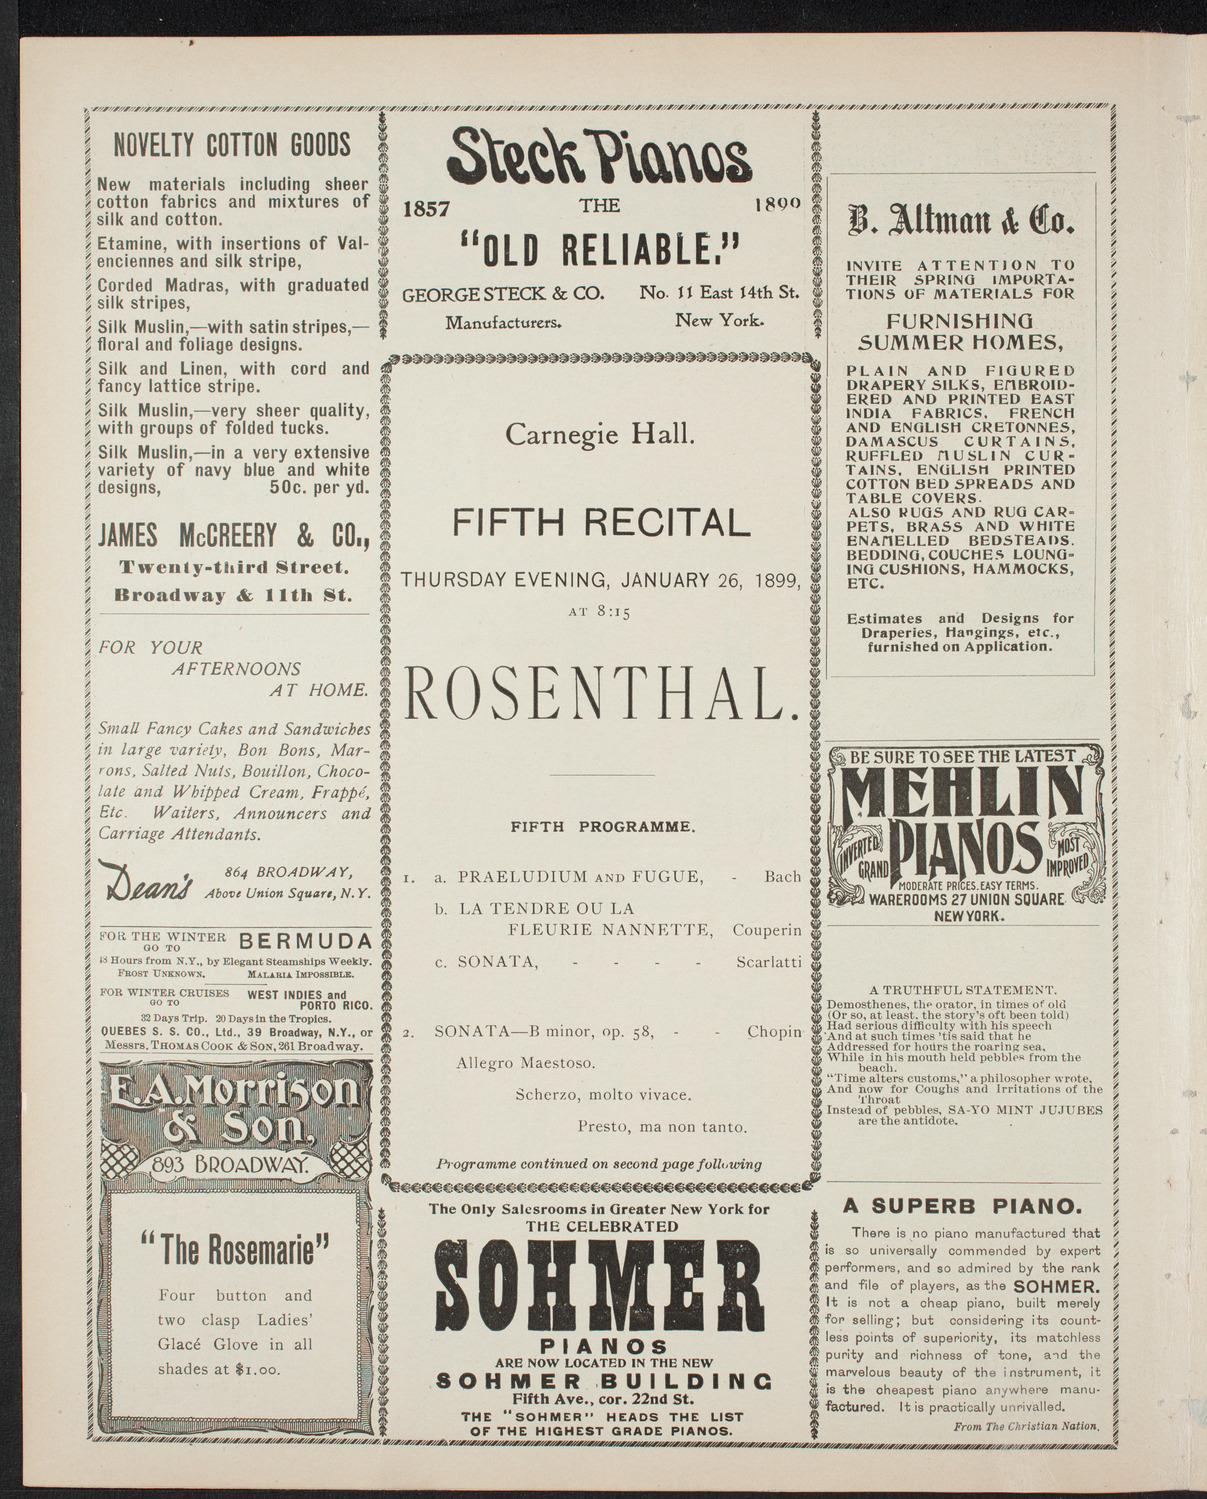 NOVELTY COTTON GOODS
New materials including sheer
cotton fabrics and mixtures of
silk and cotton.
Etamine, with insertions of Val-
enciennes and silk stripe,
Corded Madras, with graduated
silk stripes,
Silk Muslin,—with satin stripes,—
floral and foliage designs.
Silk and Linen, with cord and
fancy lattice stripe.
Silk Muslin,—very sheer quality,
with groups of folded tucks.
Silk Muslin,—in a very extensive
variety of navy blue and white
designs, 50c. per yd.
JAMES McCREERY & CO.,
Twenty-third Street.
Broadway & 11th St.
FOR YOUR
AFTERNOONS
AT HOME.
Small Fancy Cakes and Sandwiches
in large variety, Bon Bons, Mar-
rons, Salted Nuts, Bouillon, Choco-
late and Whipped Cream, Frappé,
Etc. Waiters, Announcers and
Carriage Attendants.
Dean's 864 BROADWAY,
Above Union Square, N. Y.
FOR THE WINTER
GO TO BERMUDA
48 Hours from N.Y., by Elegant Steamships Weekly.
FROST UNKNOWN. MALARIA IMPOSSIBLE.
FOR WINTER CRUISES
GO TO WEST INDIES and
PORTO RICO.
32 Days Trip. 20 Days in the Tropics.
QUEBES S. S. CO., Ltd., 39 Broadway, N.Y., or
Messrs. THOMAS COOK & SON, 261 Broadway.
E. A. Morrison
& Son,
893 BROADWAY.
"The Rosemarie"
Four button and
two clasp Ladies'
Glacé Glove in all
shades at $1.00.
Steck Pianos
1857 THE 1890
"OLD RELIABLE."
GEORGE STECK & CO. No. 11 East 14th St.
Manufacturers. New York.
Carnegie Hall.
FIFTH RECITAL
THURSDAY EVENING, JANUARY 26, 1899,
AT 8:15
ROSENTHAL.
FIFTH PROGRAMME.
1. a. PRAELUDIUM AND FUGUE, - Bach
b. LA TENDRE OU LA
FLEURIE NANNETTE, Couperin
c. SONATA, - - - - Scarlatti
2. SONATA—B minor, op. 58, - - Chopin
Allegro Maestoso.
Scherzo, molto vivace.
Presto, ma non tanto.
Programme continued on second page following
The Only Salesrooms in Greater New York for
THE CELEBRATED
SOHMER
PIANOS
ARE NOW LOCATED IN THE NEW
SOHMER BUILDING
Fifth Ave., cor. 22nd St.
THE "SOHMER" HEADS THE LIST
OF THE HIGHEST GRADE PIANOS.
B. Altman & Co.
INVITE ATTENTION TO
THEIR SPRING IMPORTA-
TIONS OF MATERIALS FOR
FURNISHING
SUMMER HOMES,
PLAIN AND FIGURED
DRAPERY SILKS, EMBROID-
ERED AND PRINTED EAST
INDIA FABRICS, FRENCH
AND ENGLISH CRETONNES,
DAMASCUS CURTAINS,
RUFFLED MUSLIN CUR-
TAINS, ENGLISH PRINTED
COTTON BED SPREADS AND
TABLE COVERS.
ALSO RUGS AND RUG CAR-
PETS, BRASS AND WHITE
ENAMELLED BEDSTEADS.
BEDDING, COUCHES LOUNG-
ING CUSHIONS, HAMMOCKS,
ETC.
Estimates and Designs for
Draperies, Hangings, etc.,
furnished on Application.
BE SURE TO SEE THE LATEST
MEHLIN
PIANOS
INVERTED
GRAND
MOST
IMPROVED
MODERATE PRICES. EASY TERMS.
WAREROOMS 27 UNION SQUARE
NEW YORK.
A TRUTHFUL STATEMENT.
Demosthenes, the orator, in times of old
(Or so, at least, the story's oft been told)
Had serious difficulty with his speech
And at such times 'tis said that he
Addressed for hours the roaring sea,
While in his mouth held pebbles from the
beach.
"Time alters customs," a philosopher wrote,
And now for Coughs and Irritations of the
Throat
Instead of pebbles, SA-YO MINT JUJUBES
are the antidote.
A SUPERB PIANO.
There is no piano manufactured that
is so universally commended by expert
performers, and so admired by the rank
and file of players, as the SOHMER.
It is not a cheap piano, built merely
for selling; but considering its count-
less points of superiority, its matchless
purity and richness of tone, and the
marvelous beauty of the instrument, it
is the cheapest piano anywhere manu-
factured. It is practically unrivalled.
From The Christian Nation.